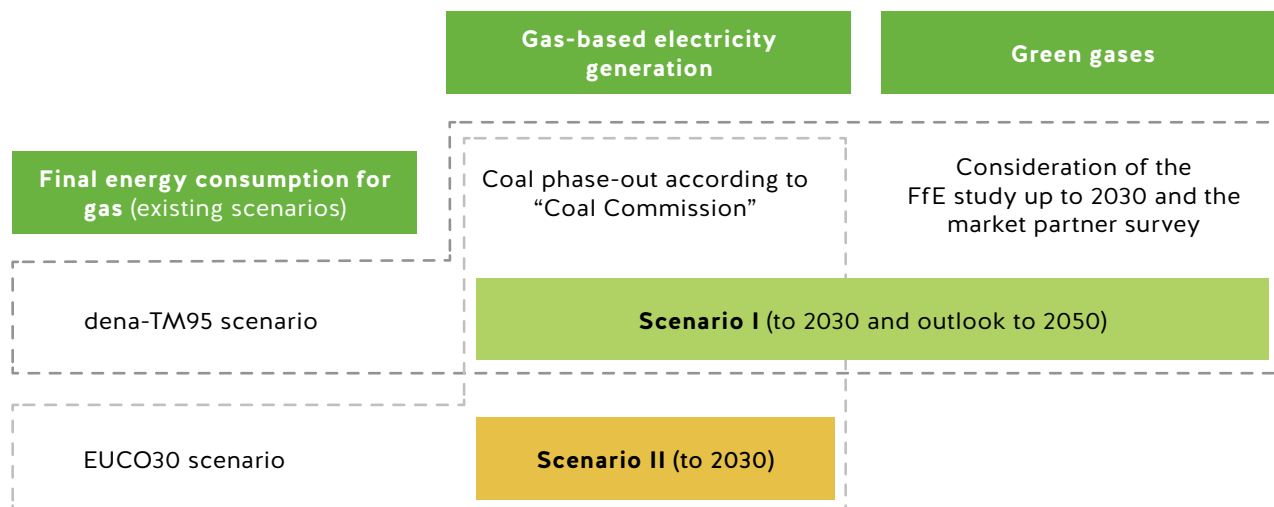 Gas-based electricity
generation
Green gases
Final energy consumption for
gas (existing scenarios)
Coal phase-out according to
“Coal Commission”
Consideration of the
FfE study up to 2030 and the
market partner survey
dena-TM95 scenario
Scenario I (to 2030 and outlook to 2050)
EUCO30 scenario
Scenario II (to 2030)